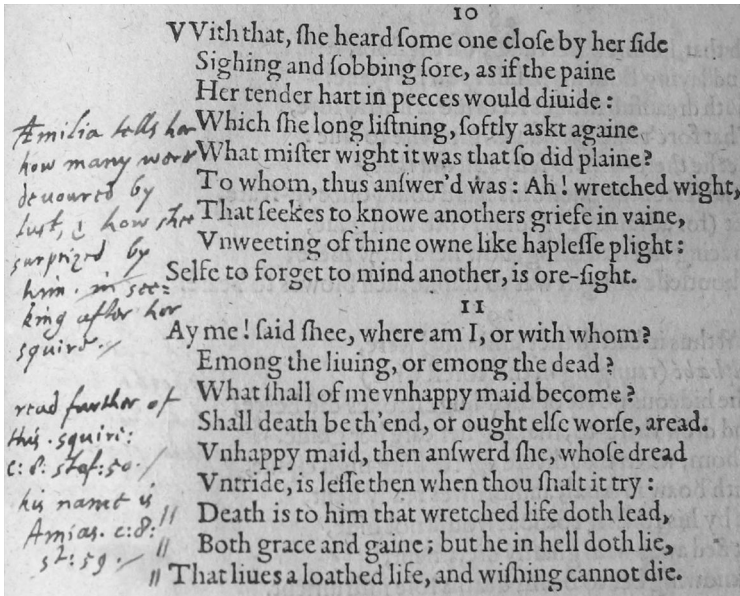 10
VVith that, ſhe heard ſome one cloſe by her ſide
Sighing and ſobbing ſore, as if the paine
Her tender hart in peeces would diuide:
Which ſhe long liſtning, ſoftly askt againe
What miſter wight it was that ſo did plaine?
To whom, thus anſwer'd was: Ah! wretched wight,
That ſeekes to knowe anothers griefe in vaine,
Vnweeting of thine owne like hapleſſe plight:
Selfe to forget to mind another, is ore-ſight.
11
Ay me! ſaid ſhee, where am I, or with whom?
Emong the liuing, or emong the dead?
What ſhall of me vnhappy maid become?
Shall death be th'end, or ought elſe worſe, aread.
Vnhappy maid, then anſwerd ſhe, whoſe dread
Vntride, is leſſe then when thou ſhalt it try:
Death is to him that wretched life doth lead,
Both grace and gaine; but he in hell doth lie,
That liues a loathed life, and wiſhing cannot die.
Æmilia tells her
how many were
deuoured by
lust, & how shee
surprized by
him. in see=
king after her
squire./
read further of
this. squire:
c:8: staf:50./
his name is
Amias. c:8:
st:59./
//
//
//